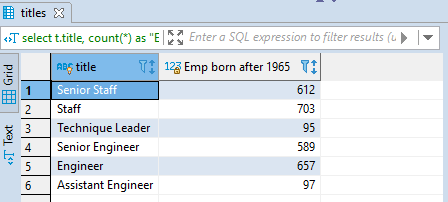 titles
select t.title, count(*) as "E
Enter a SQL expression to filter results (u
Grid
Text
title
123 Emp born after 1965
1 Senior Staff 612
2 Staff 703
3 Technique Leader 95
4 Senior Engineer 589
5 Engineer 657
6 Assistant Engineer 97